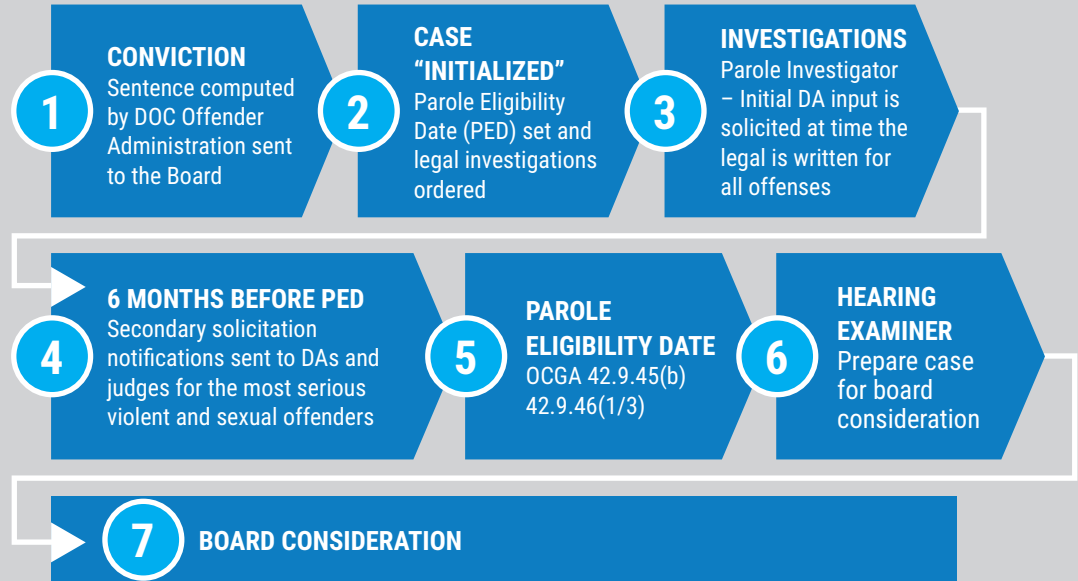 1
CONVICTION
Sentence computed
by DOC Offender
Administration sent
to the Board
2
CASE
“INITIALIZED”
Parole Eligibility
Date (PED) set and
legal investigations
ordered
3
INVESTIGATIONS
Parole Investigator
– Initial DA input is
solicited at time the
legal is written for
all offenses
4
6 MONTHS BEFORE PED
Secondary solicitation
notifications sent to DAs and
judges for the most serious
violent and sexual offenders
5
PAROLE
ELIGIBILITY DATE
OCGA 42.9.45(b)
42.9.46(1/3)
6
HEARING
EXAMINER
Prepare case
for board
consideration
7
BOARD CONSIDERATION